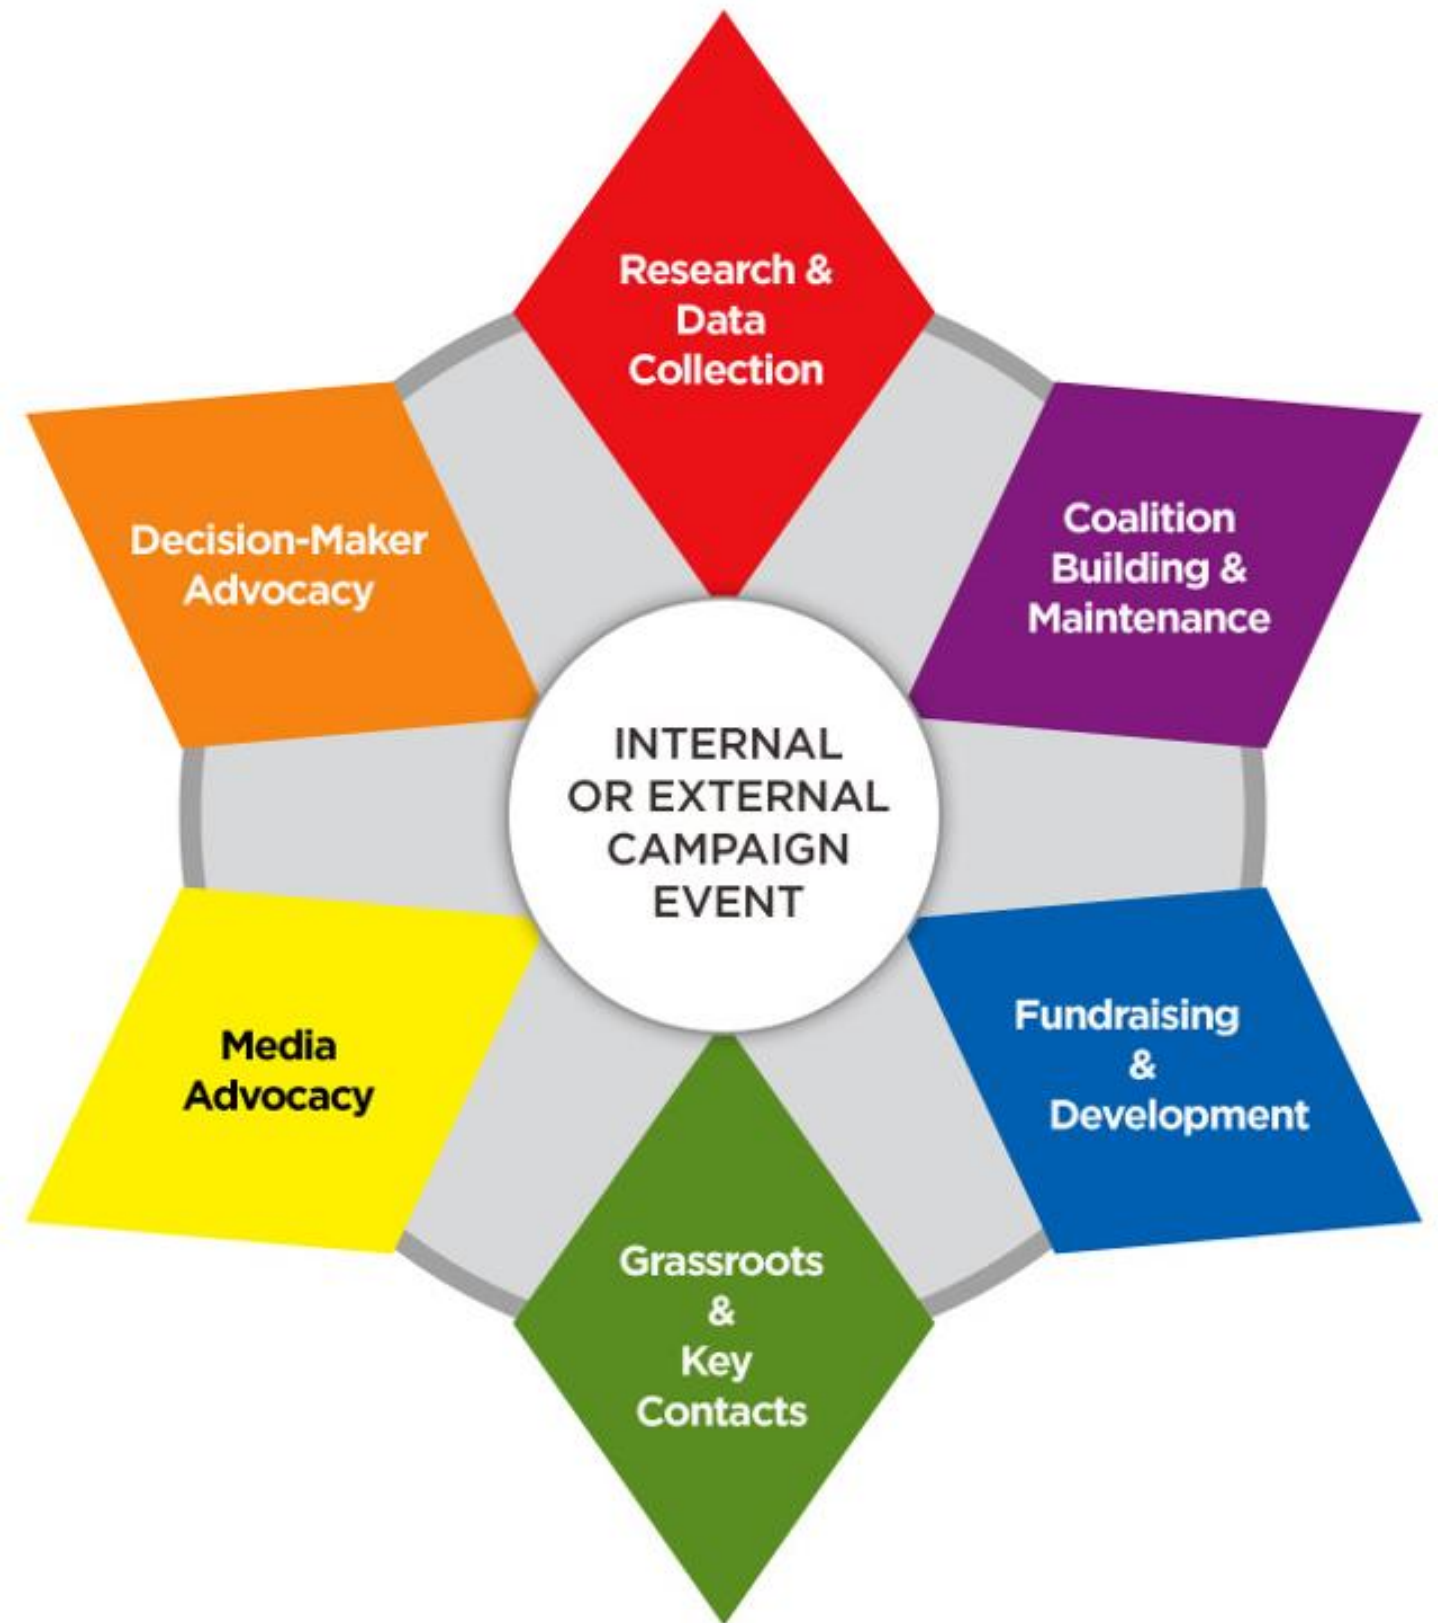 Research &
Data
Collection
Coalition
Building &
Maintenance
Fundraising
&
Development
Grassroots
&
Key
Contacts
Media
Advocacy
Decision-Maker
Advocacy
INTERNAL
OR EXTERNAL
CAMPAIGN
EVENT